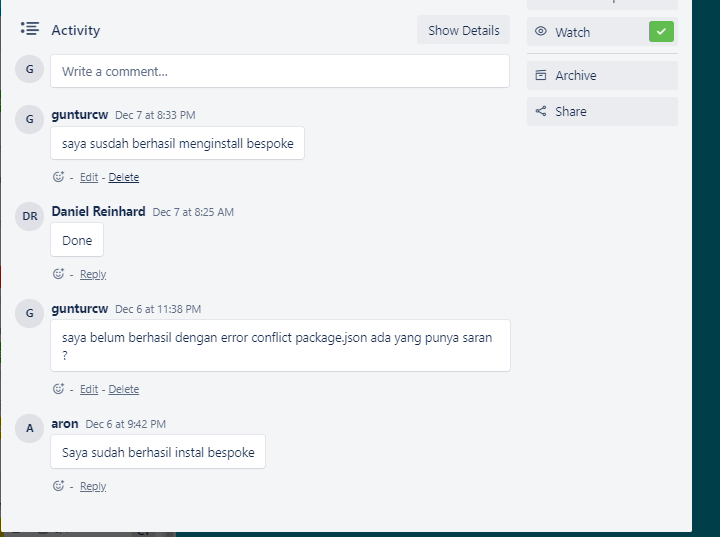 Activity
Show Details
Watch
G
Write a comment...
Archive
Share
G
gunturcw Dec 7 at 8:33 PM
saya susdah berhasil menginstall bespoke
- Edit - Delete
DR
Daniel Reinhard Dec 7 at 8:25 AM
Done
- Reply
G
gunturcw Dec 6 at 11:38 PM
saya belum berhasil dengan error conflict package.json ada yang punya saran
?
- Edit - Delete
A
aron Dec 6 at 9:42 PM
Saya sudah berhasil instal bespoke
- Reply